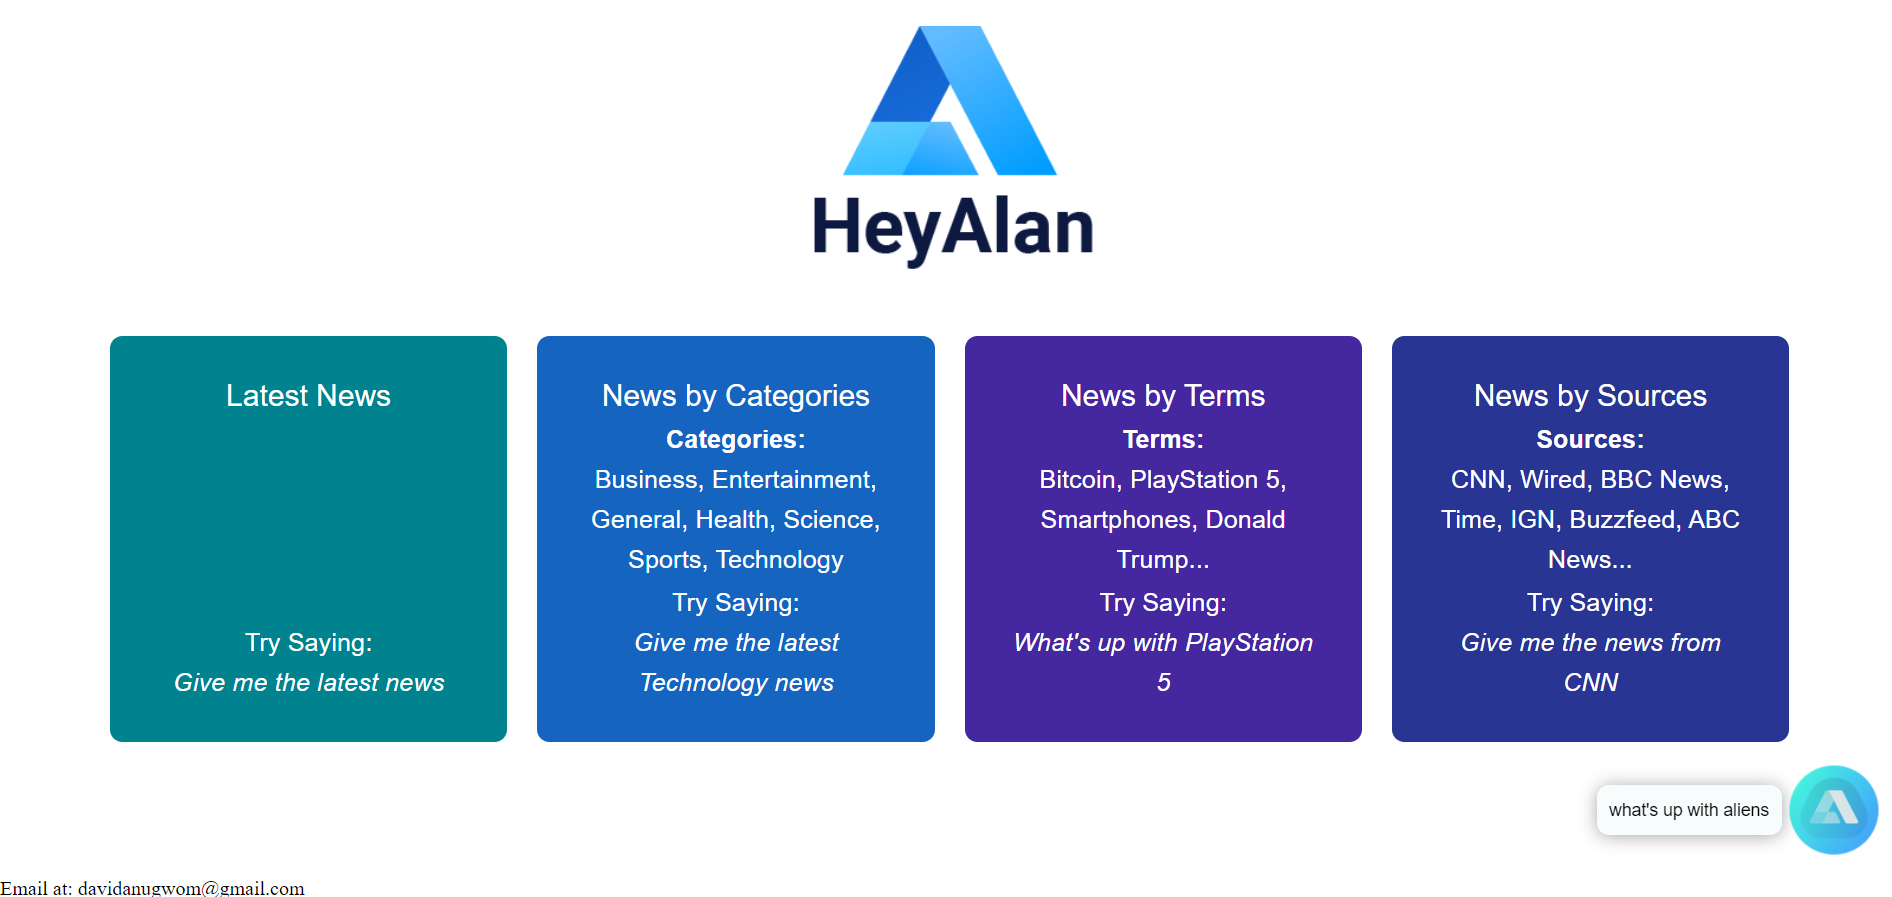 HeyAlan
Latest News
Try Saying:
Give me the latest news
News by Categories
Categories:
Business, Entertainment,
General, Health, Science,
Sports, Technology
Try Saying:
Give me the latest
Technology news
News by Terms
Terms:
Bitcoin, PlayStation 5,
Smartphones, Donald
Trump...
Try Saying:
What's up with PlayStation
5
News by Sources
Sources:
CNN, Wired, BBC News,
Time, IGN, Buzzfeed, ABC
News...
Try Saying:
Give me the news from
CNN
what's up with aliens
Email at: davidanugwom@gmail.com